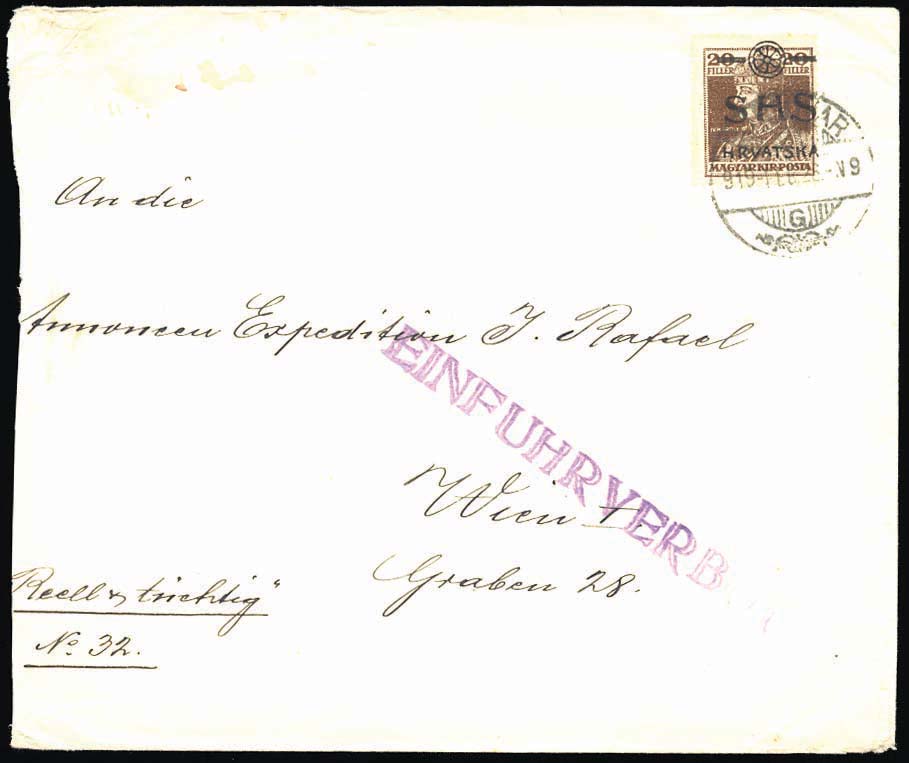 20 20
FILLÉR FILLÉR
SHS
HRVATSKA
MAGYAR KIR POSTA
G
An die
Annoncen Expedition J. Rafael
EINFUHRVERB
Wien I.
Graben 28.
Reell & tüchtig"
No 32.